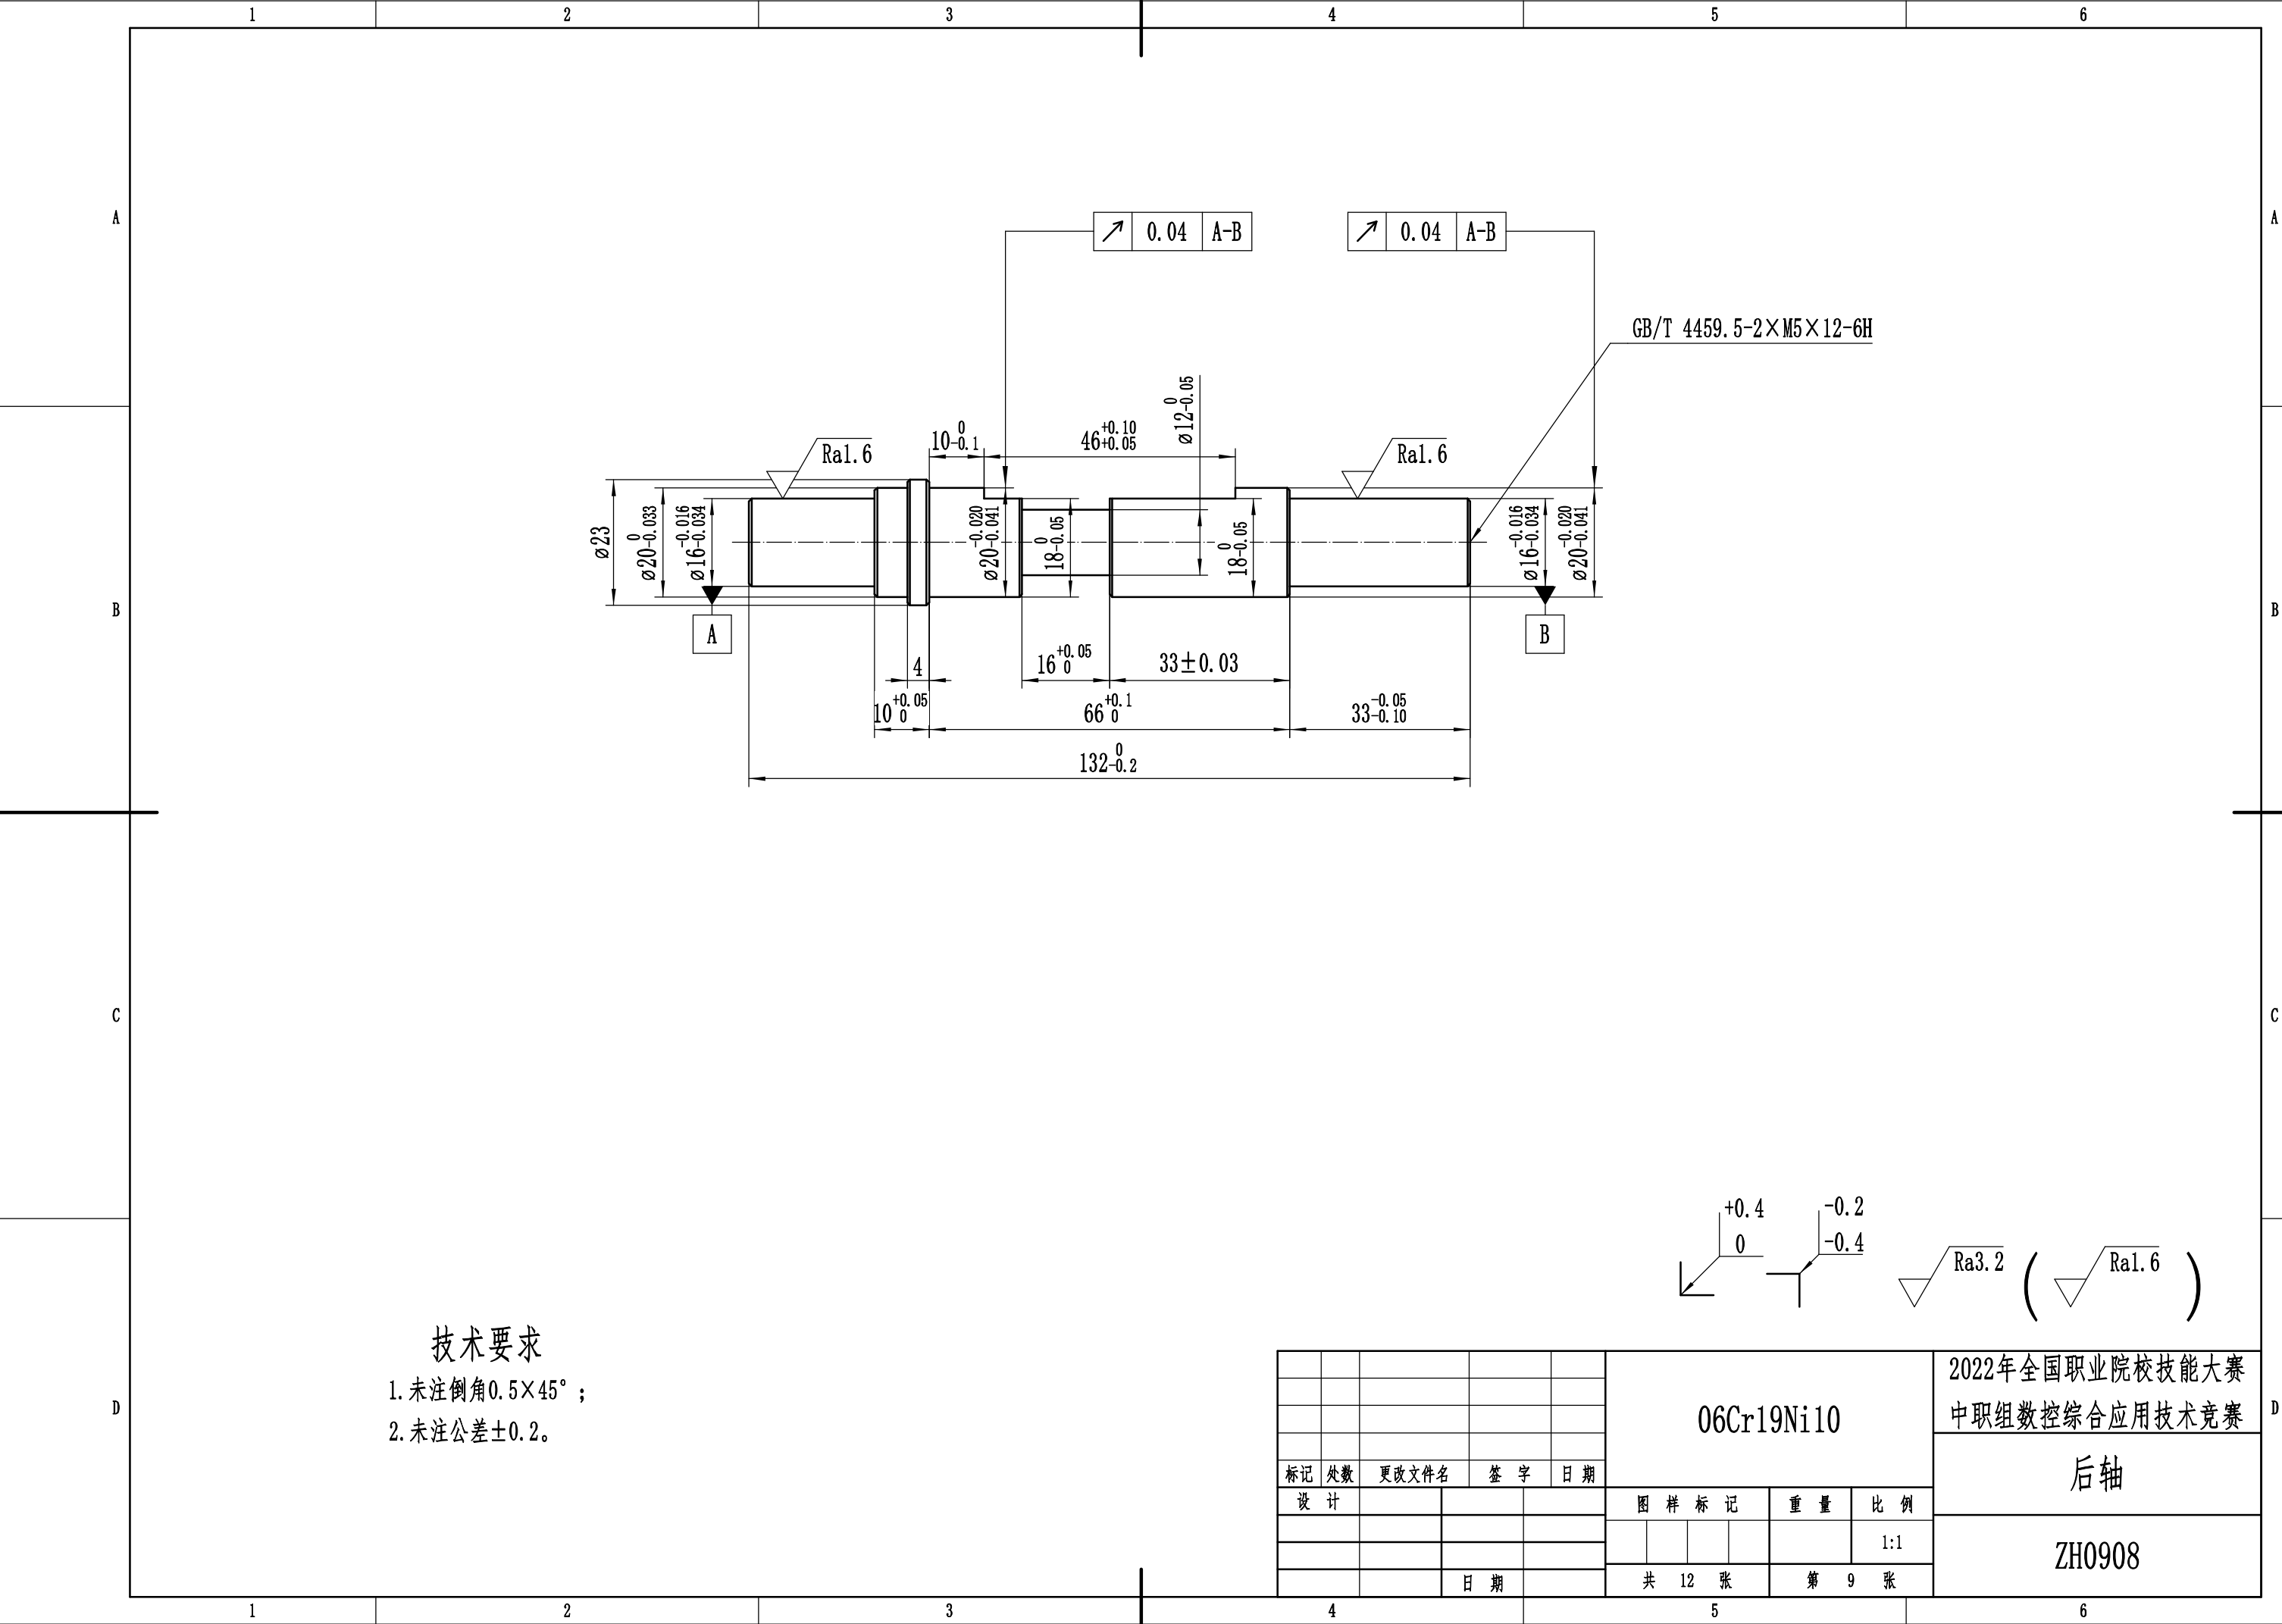 1 2 3 4 5 6
A A
↗ 0.04 A-B
↗ 0.04 A-B
GB/T 4459.5-2×M5×12-6H
Ra1.6
10 0 -0.1
46 +0.10 +0.05
ø12 0 -0.05
Ra1.6
ø23
ø20 0 -0.033
ø16 -0.016 -0.034
ø20 -0.020 -0.041
18 0 -0.05
18 0 -0.05
ø16 -0.016 -0.034
ø20 -0.020 -0.041
B B
A
B
4
16 +0.05 0
33±0.03
10 +0.05 0
66 +0.1 0
33 -0.05 -0.10
132 0 -0.2
C C
+0.4
0
-0.2
-0.4
Ra3.2 ( Ra1.6 )
技术要求
1.未注倒角0.5×45°;
2.未注公差±0.2。
D D
06Cr19Ni10
2022年全国职业院校技能大赛
中职组数控综合应用技术竞赛
后轴
ZH0908
标记 处数 更改文件名 签 字 日 期
设 计
日 期
图 样 标 记 重 量 比 例
1:1
共 12 张 第 9 张
1 2 3 4 5 6